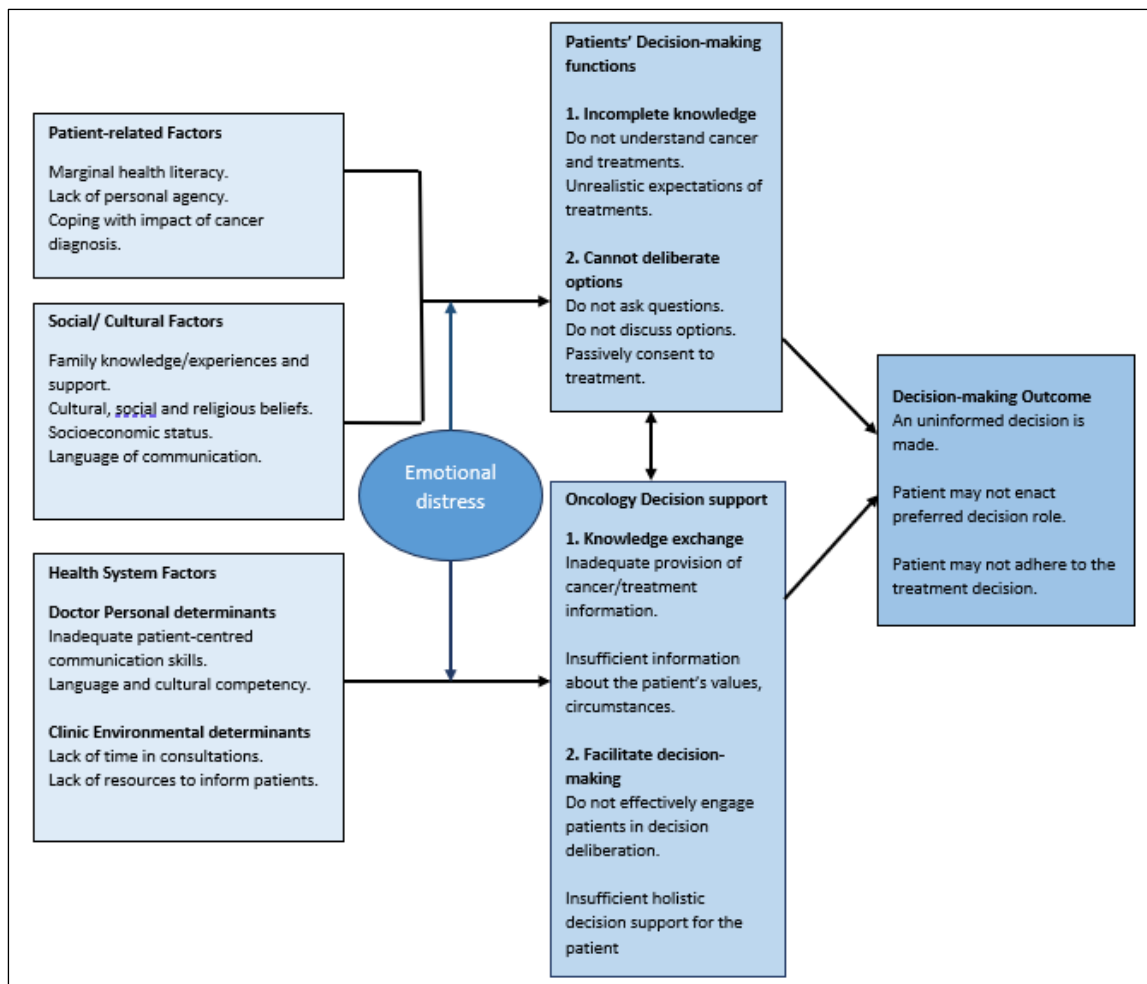 Patient-related Factors
Marginal health literacy.
Lack of personal agency.
Coping with impact of cancer
diagnosis.
Social/ Cultural Factors
Family knowledge/experiences and
support.
Cultural, social and religious beliefs.
Socioeconomic status.
Language of communication.
Health System Factors
Doctor Personal determinants
Inadequate patient-centred
communication skills.
Language and cultural competency.
Clinic Environmental determinants
Lack of time in consultations.
Lack of resources to inform patients.
Emotional
distress
Patients' Decision-making
functions
1. Incomplete knowledge
Do not understand cancer
and treatments.
Unrealistic expectations of
treatments.
2. Cannot deliberate
options
Do not ask questions.
Do not discuss options.
Passively consent to
treatment.
Oncology Decision support
1. Knowledge exchange
Inadequate provision of
cancer/treatment
information.
Insufficient information
about the patient's values,
circumstances.
2. Facilitate decision-
making
Do not effectively engage
patients in decision
deliberation.
Insufficient holistic
decision support for the
patient
Decision-making Outcome
An uninformed decision is
made.
Patient may not enact
preferred decision role.
Patient may not adhere to the
treatment decision.